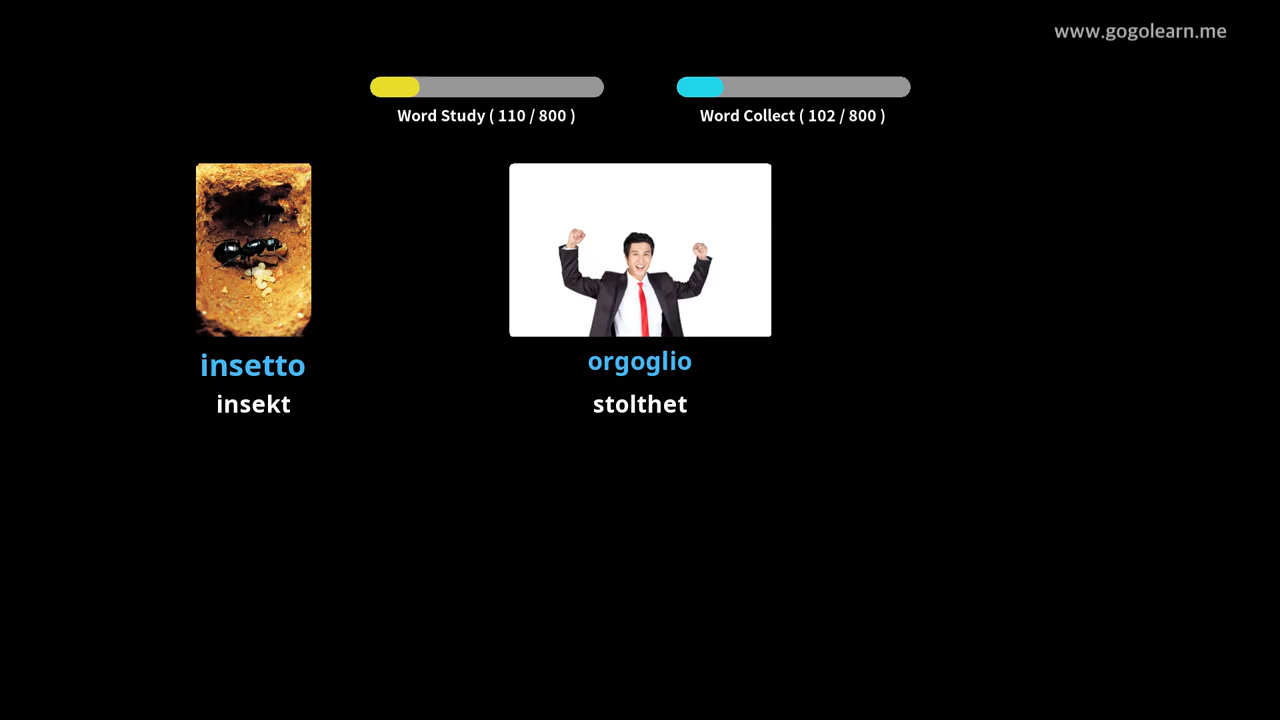 www.gogolearn.me
Word Study ( 110 / 800 )
Word Collect ( 102 / 800 )
insetto
insekt
orgoglio
stolthet